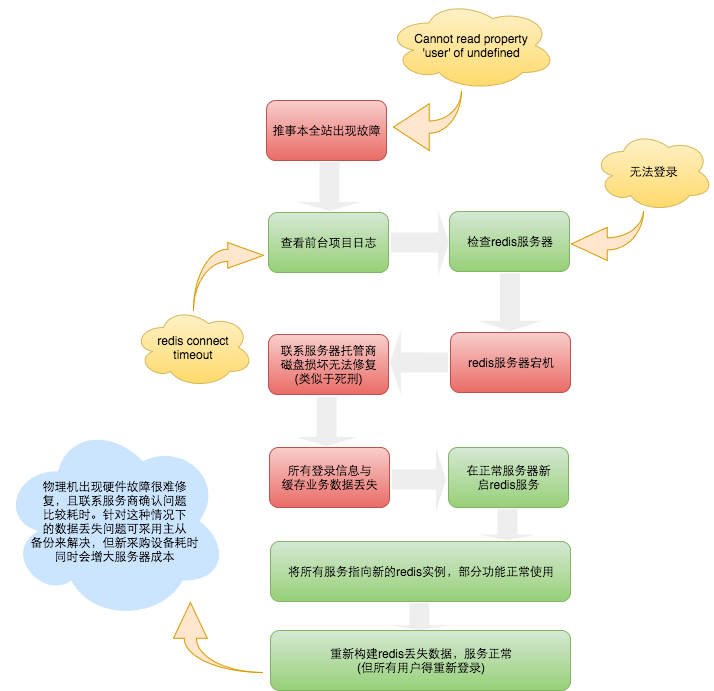 Cannot read property
'user' of undefined
推事本全站出现故障
无法登录
查看前台项目日志
检查redis服务器
redis connect
timeout
联系服务器托管商
磁盘损坏无法修复
(类似于死刑)
redis服务器宕机
所有登录信息与
缓存业务数据丢失
在正常服务器新
启redis服务
物理机出现硬件故障很难修
复，且联系服务商确认问题
比较耗时。针对这种情况下
的数据丢失问题可采用主从
备份来解决，但新采购设备耗时
同时会增大服务器成本
将所有服务指向新的redis实例，部分功能正常使用
重新构建redis丢失数据，服务正常
(但所有用户得重新登录)